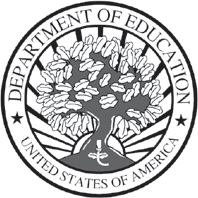 DEPARTMENT OF EDUCATION
UNITED STATES OF AMERICA